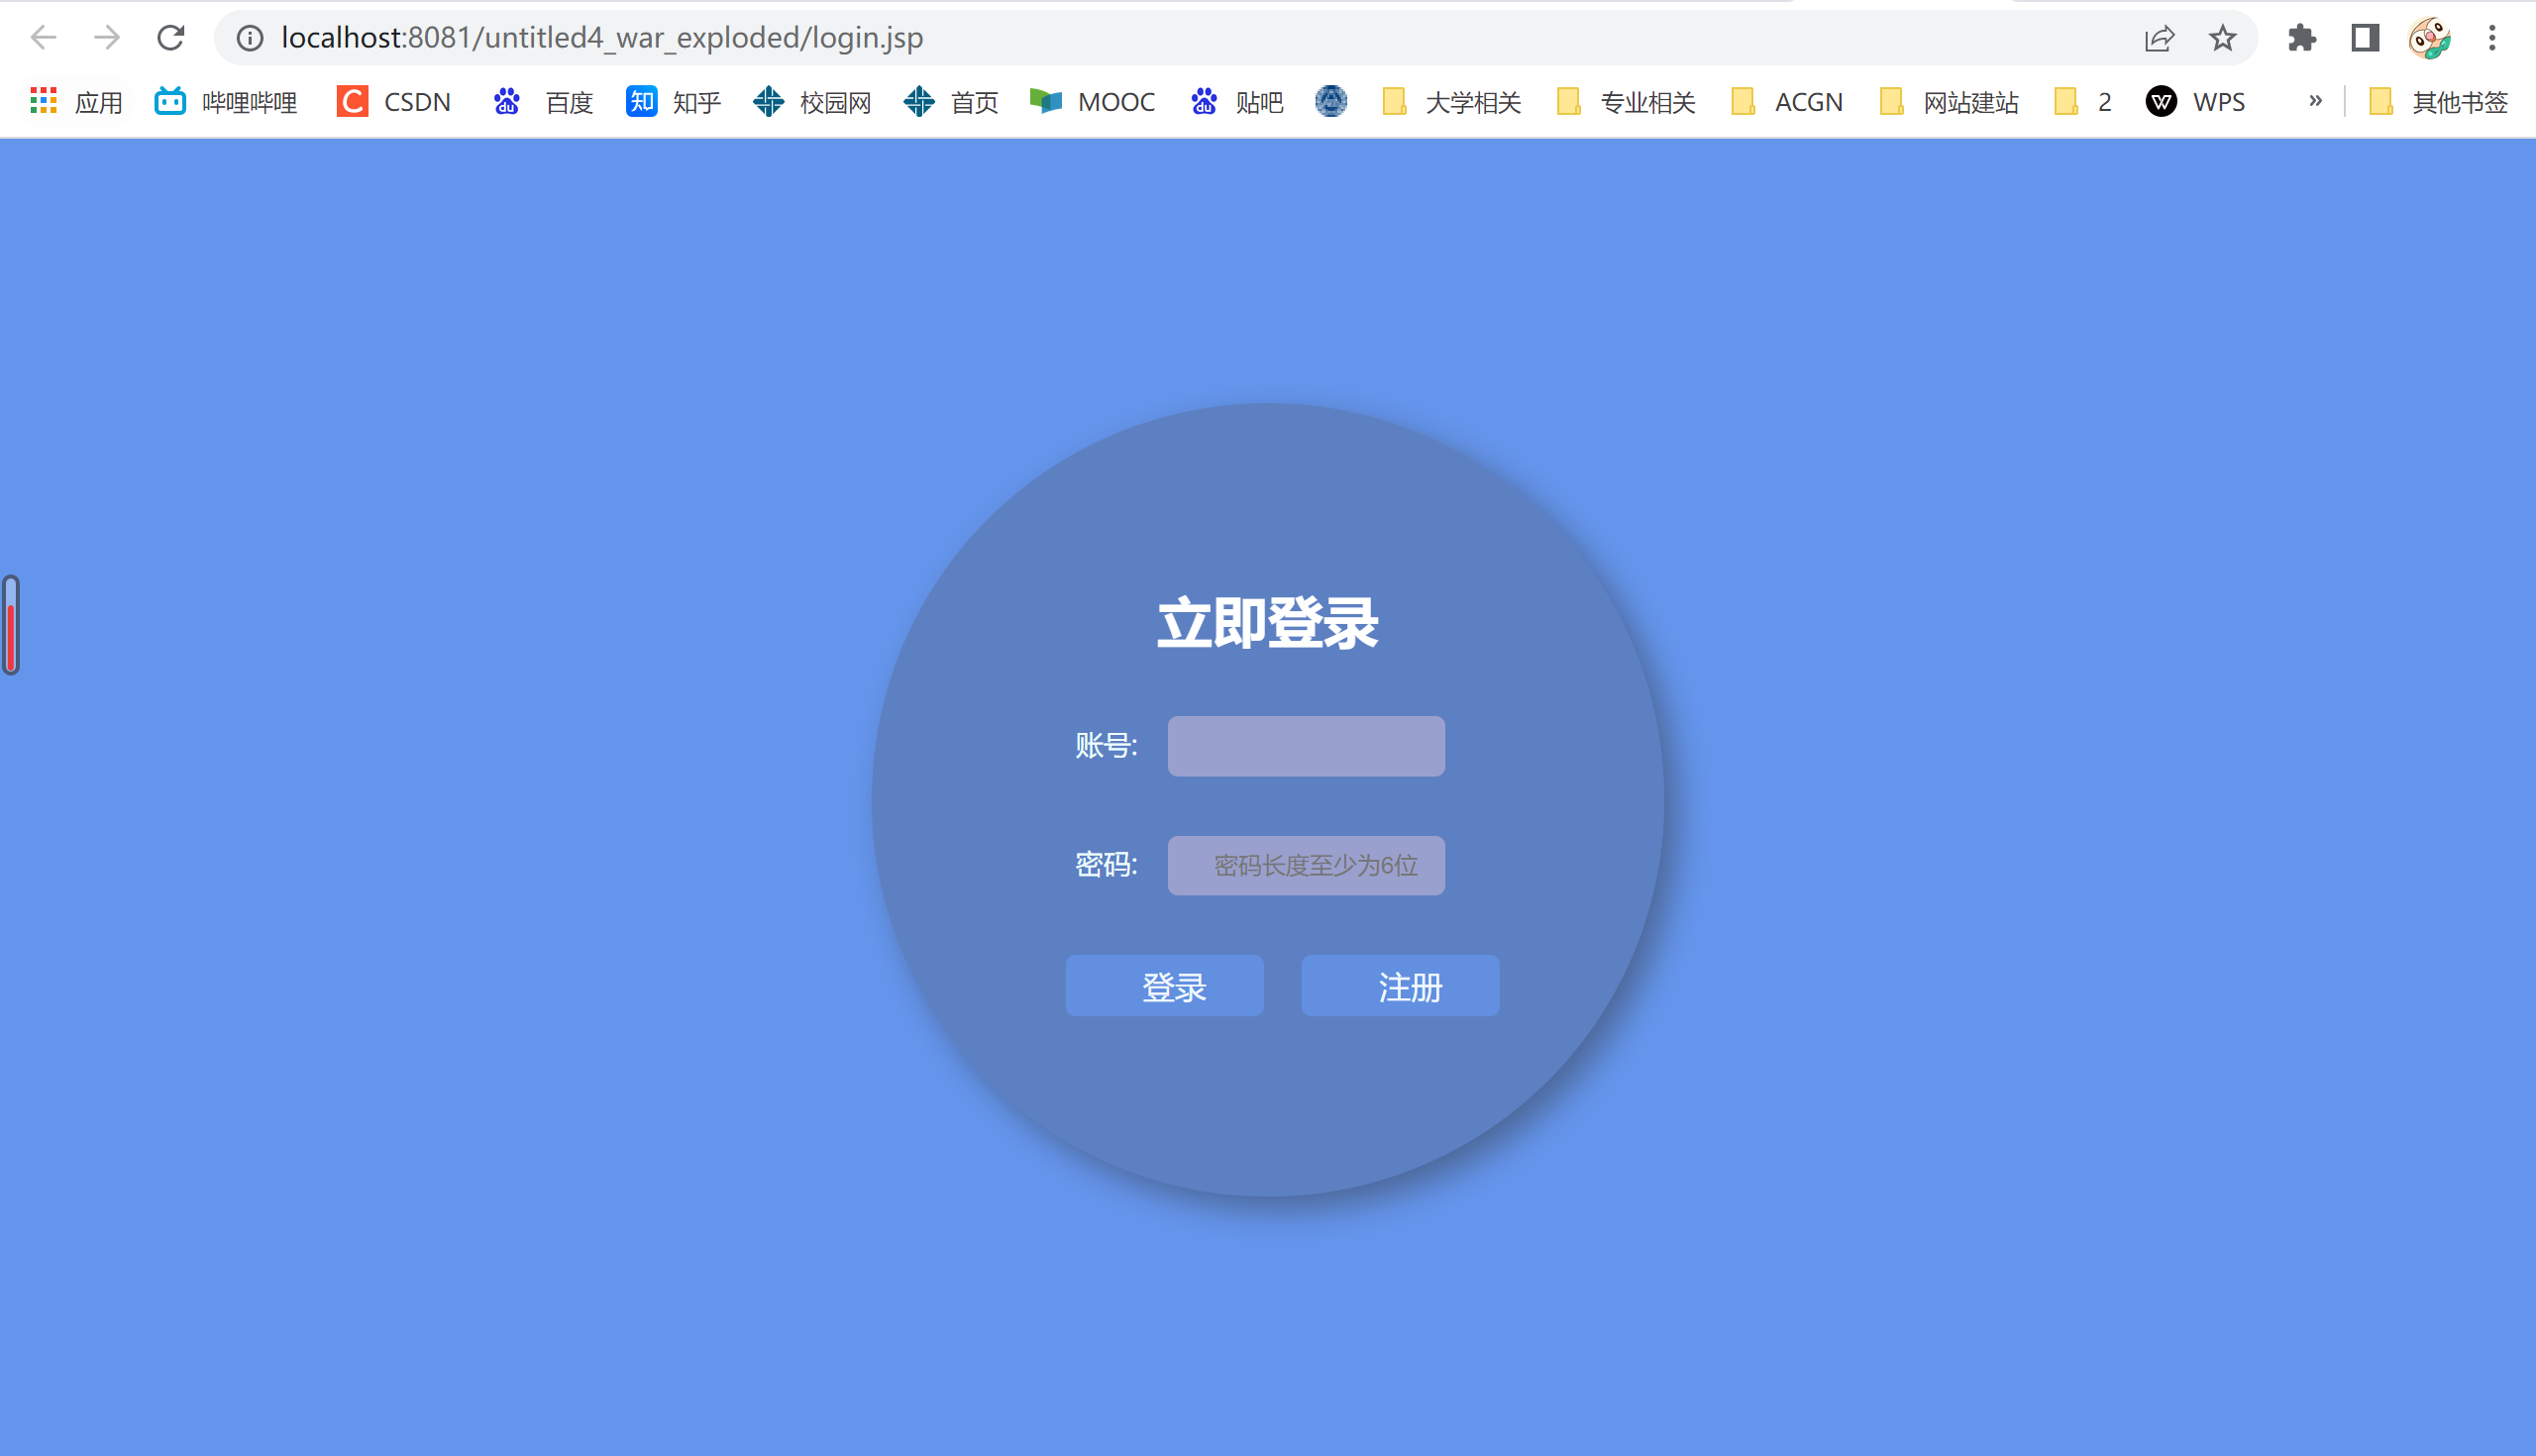 localhost:8081/untitled4_war_exploded/login.jsp
应用 哔哩哔哩 C CSDN du 百度 知 知乎 校园网 首页 MOOC du 贴吧 大学相关 专业相关 ACGN 网站建站 2 W WPS » 其他书签
立即登录
账号:
密码: 密码长度至少为6位
登录 注册